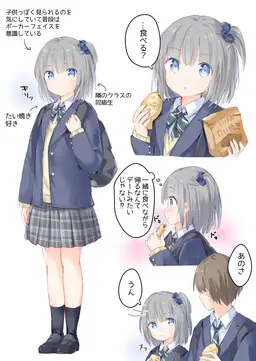 子供っぽく見られるのを
気にしていて普段は
ポーカーフェイスを
意識している
隣のクラスの
同級生
たい焼き
好き
…食べる?
一緒に食べながら
帰るなんて
デートみたい
じゃない!?
あのさ
うん